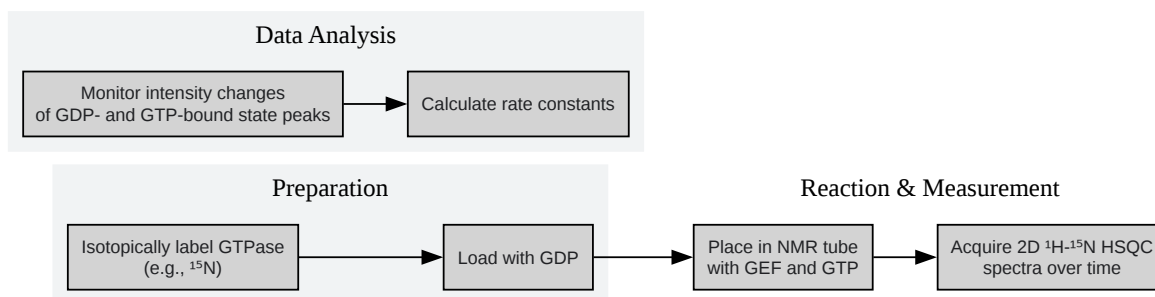 Data Analysis
Monitor intensity changes
of GDP- and GTP-bound state peaks
Calculate rate constants
Preparation
Isotopically label GTPase
(e.g., ¹⁵N)
Load with GDP
Reaction & Measurement
Place in NMR tube
with GEF and GTP
Acquire 2D ¹H-¹⁵N HSQC
spectra over time